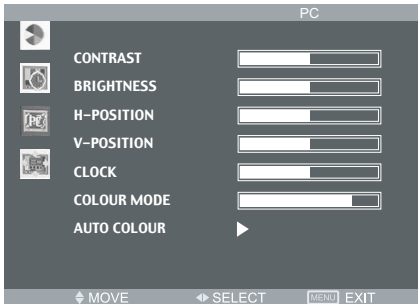 PC
CONTRAST
BRIGHTNESS
H-POSITION
V-POSITION
CLOCK
COLOUR MODE
AUTO COLOUR
MOVE SELECT MENU EXIT